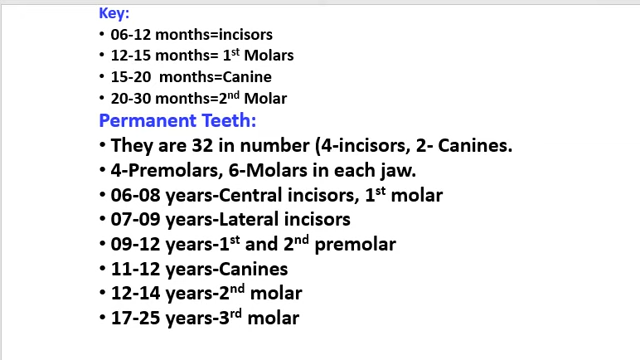 Key:
• 06-12 months=incisors
• 12-15 months= 1st Molars
• 15-20  months=Canine
• 20-30 months=2nd Molar
Permanent Teeth:
• They are 32 in number (4-incisors, 2- Canines.
• 4-Premolars, 6-Molars in each jaw.
• 06-08 years-Central incisors, 1st molar
• 07-09 years-Lateral incisors
• 09-12 years-1st and 2nd premolar
• 11-12 years-Canines
• 12-14 years-2nd molar
• 17-25 years-3rd molar